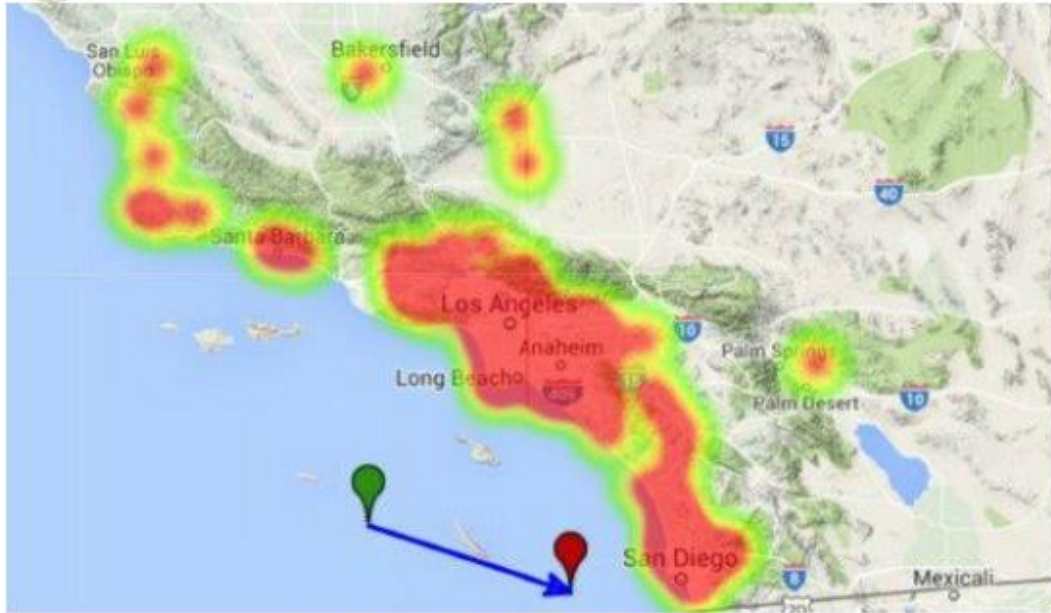 San Luis
Obispo
Bakersfield
15
40
Santa Barbara
Los Angeles
10
Anaheim
Palm Springs
Long Beach
405
Palm Desert
10
San Diego
8
Mexicali